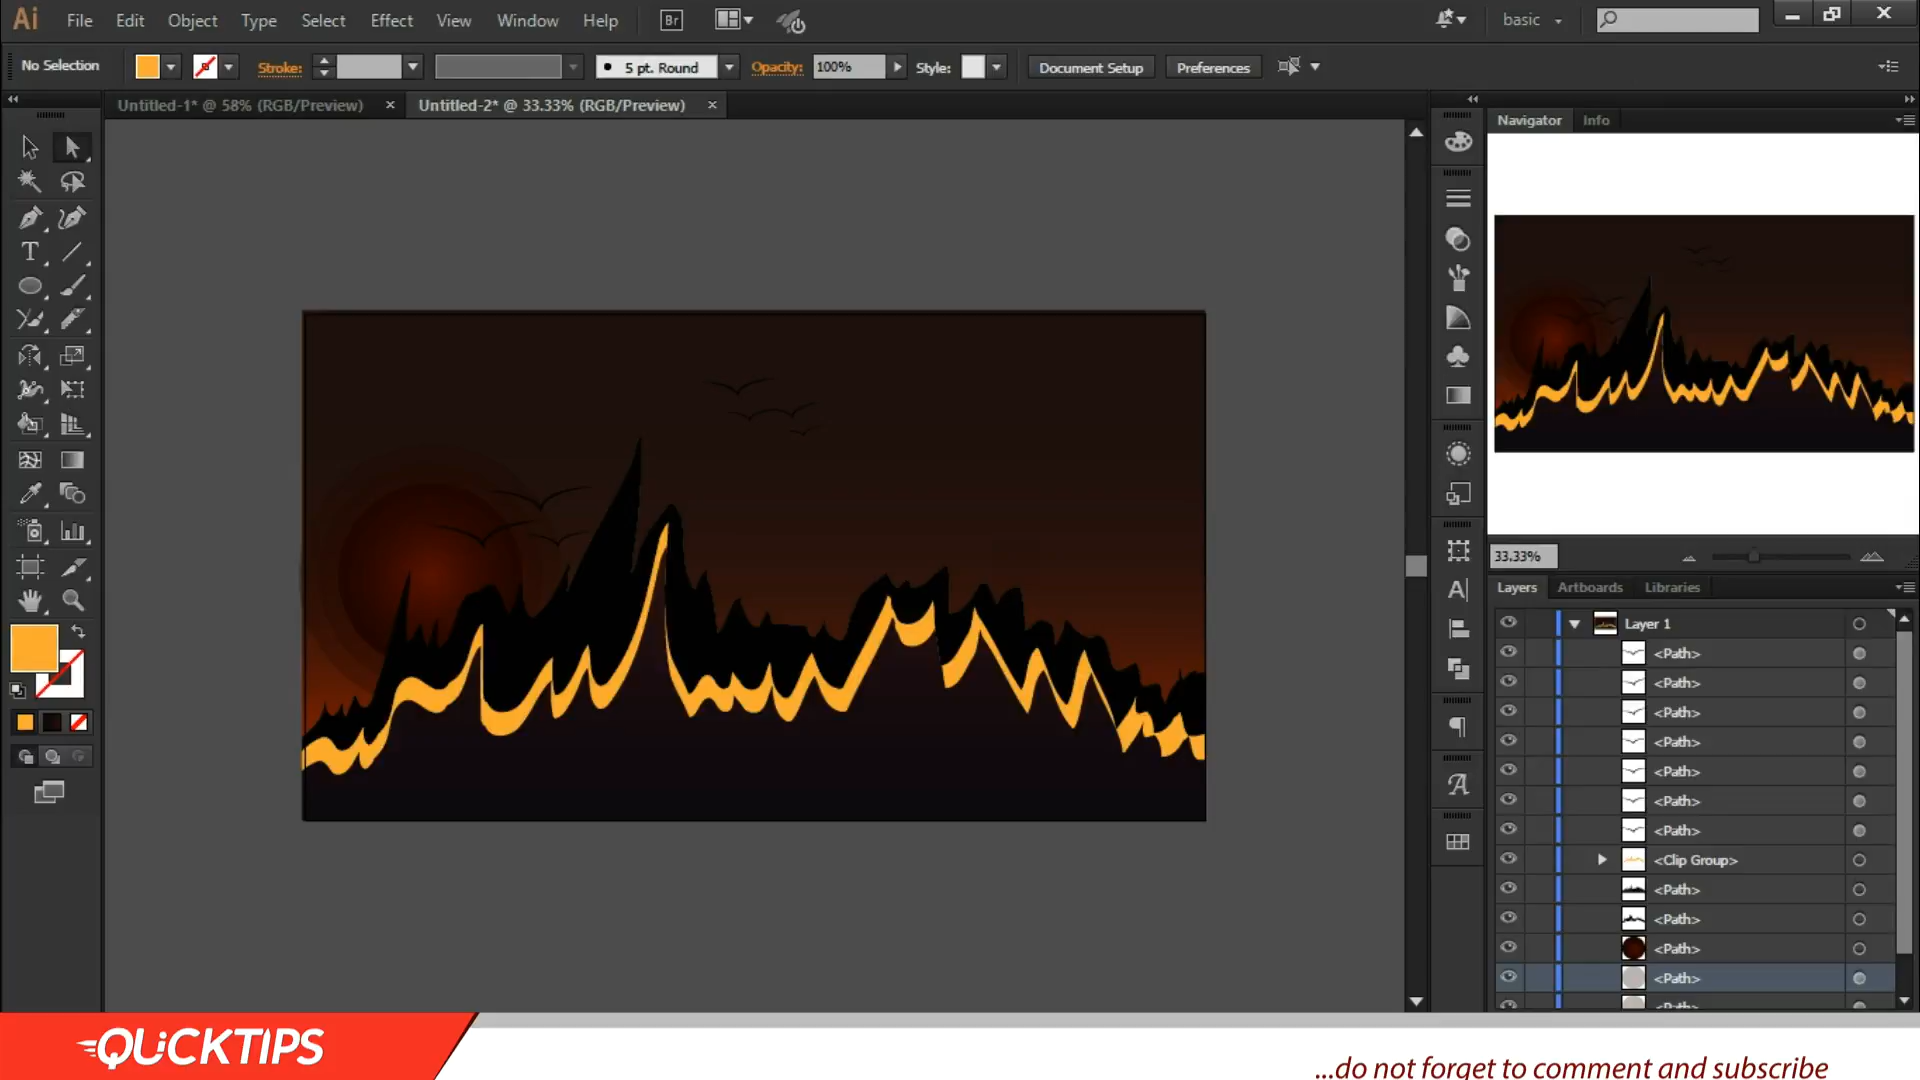 Ai File Edit Object Type Select Effect View Window Help Br basic
No Selection Stroke: 5 pt. Round Opacity: 100% Style: Document Setup Preferences
Untitled-1* @ 58% (RGB/Preview) × Untitled-2* @ 33.33% (RGB/Preview) ×
Navigator Info
33.33%
Layers Artboards Libraries
Layer 1
<Path>
<Path>
<Path>
<Path>
<Path>
<Path>
<Path>
<Clip Group>
<Path>
<Path>
<Path>
<Path>
<Path>
QUiCKTIPS
...do not forget to comment and subscribe